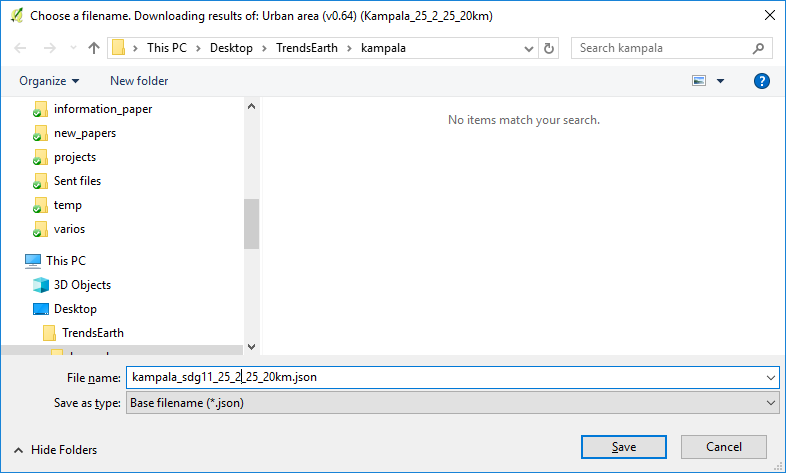 Choose a filename. Downloading results of: Urban area (v0.64) (Kampala_25_2_25_20km)
This PC > Desktop > TrendsEarth > kampala
Search kampala
Organize
New folder
?
information_paper
new_papers
projects
Sent files
temp
varios
This PC
3D Objects
Desktop
TrendsEarth
No items match your search.
File name: kampala_sdg11_25_2_25_20km.json
Save as type: Base filename (*.json)
Hide Folders
Save
Cancel